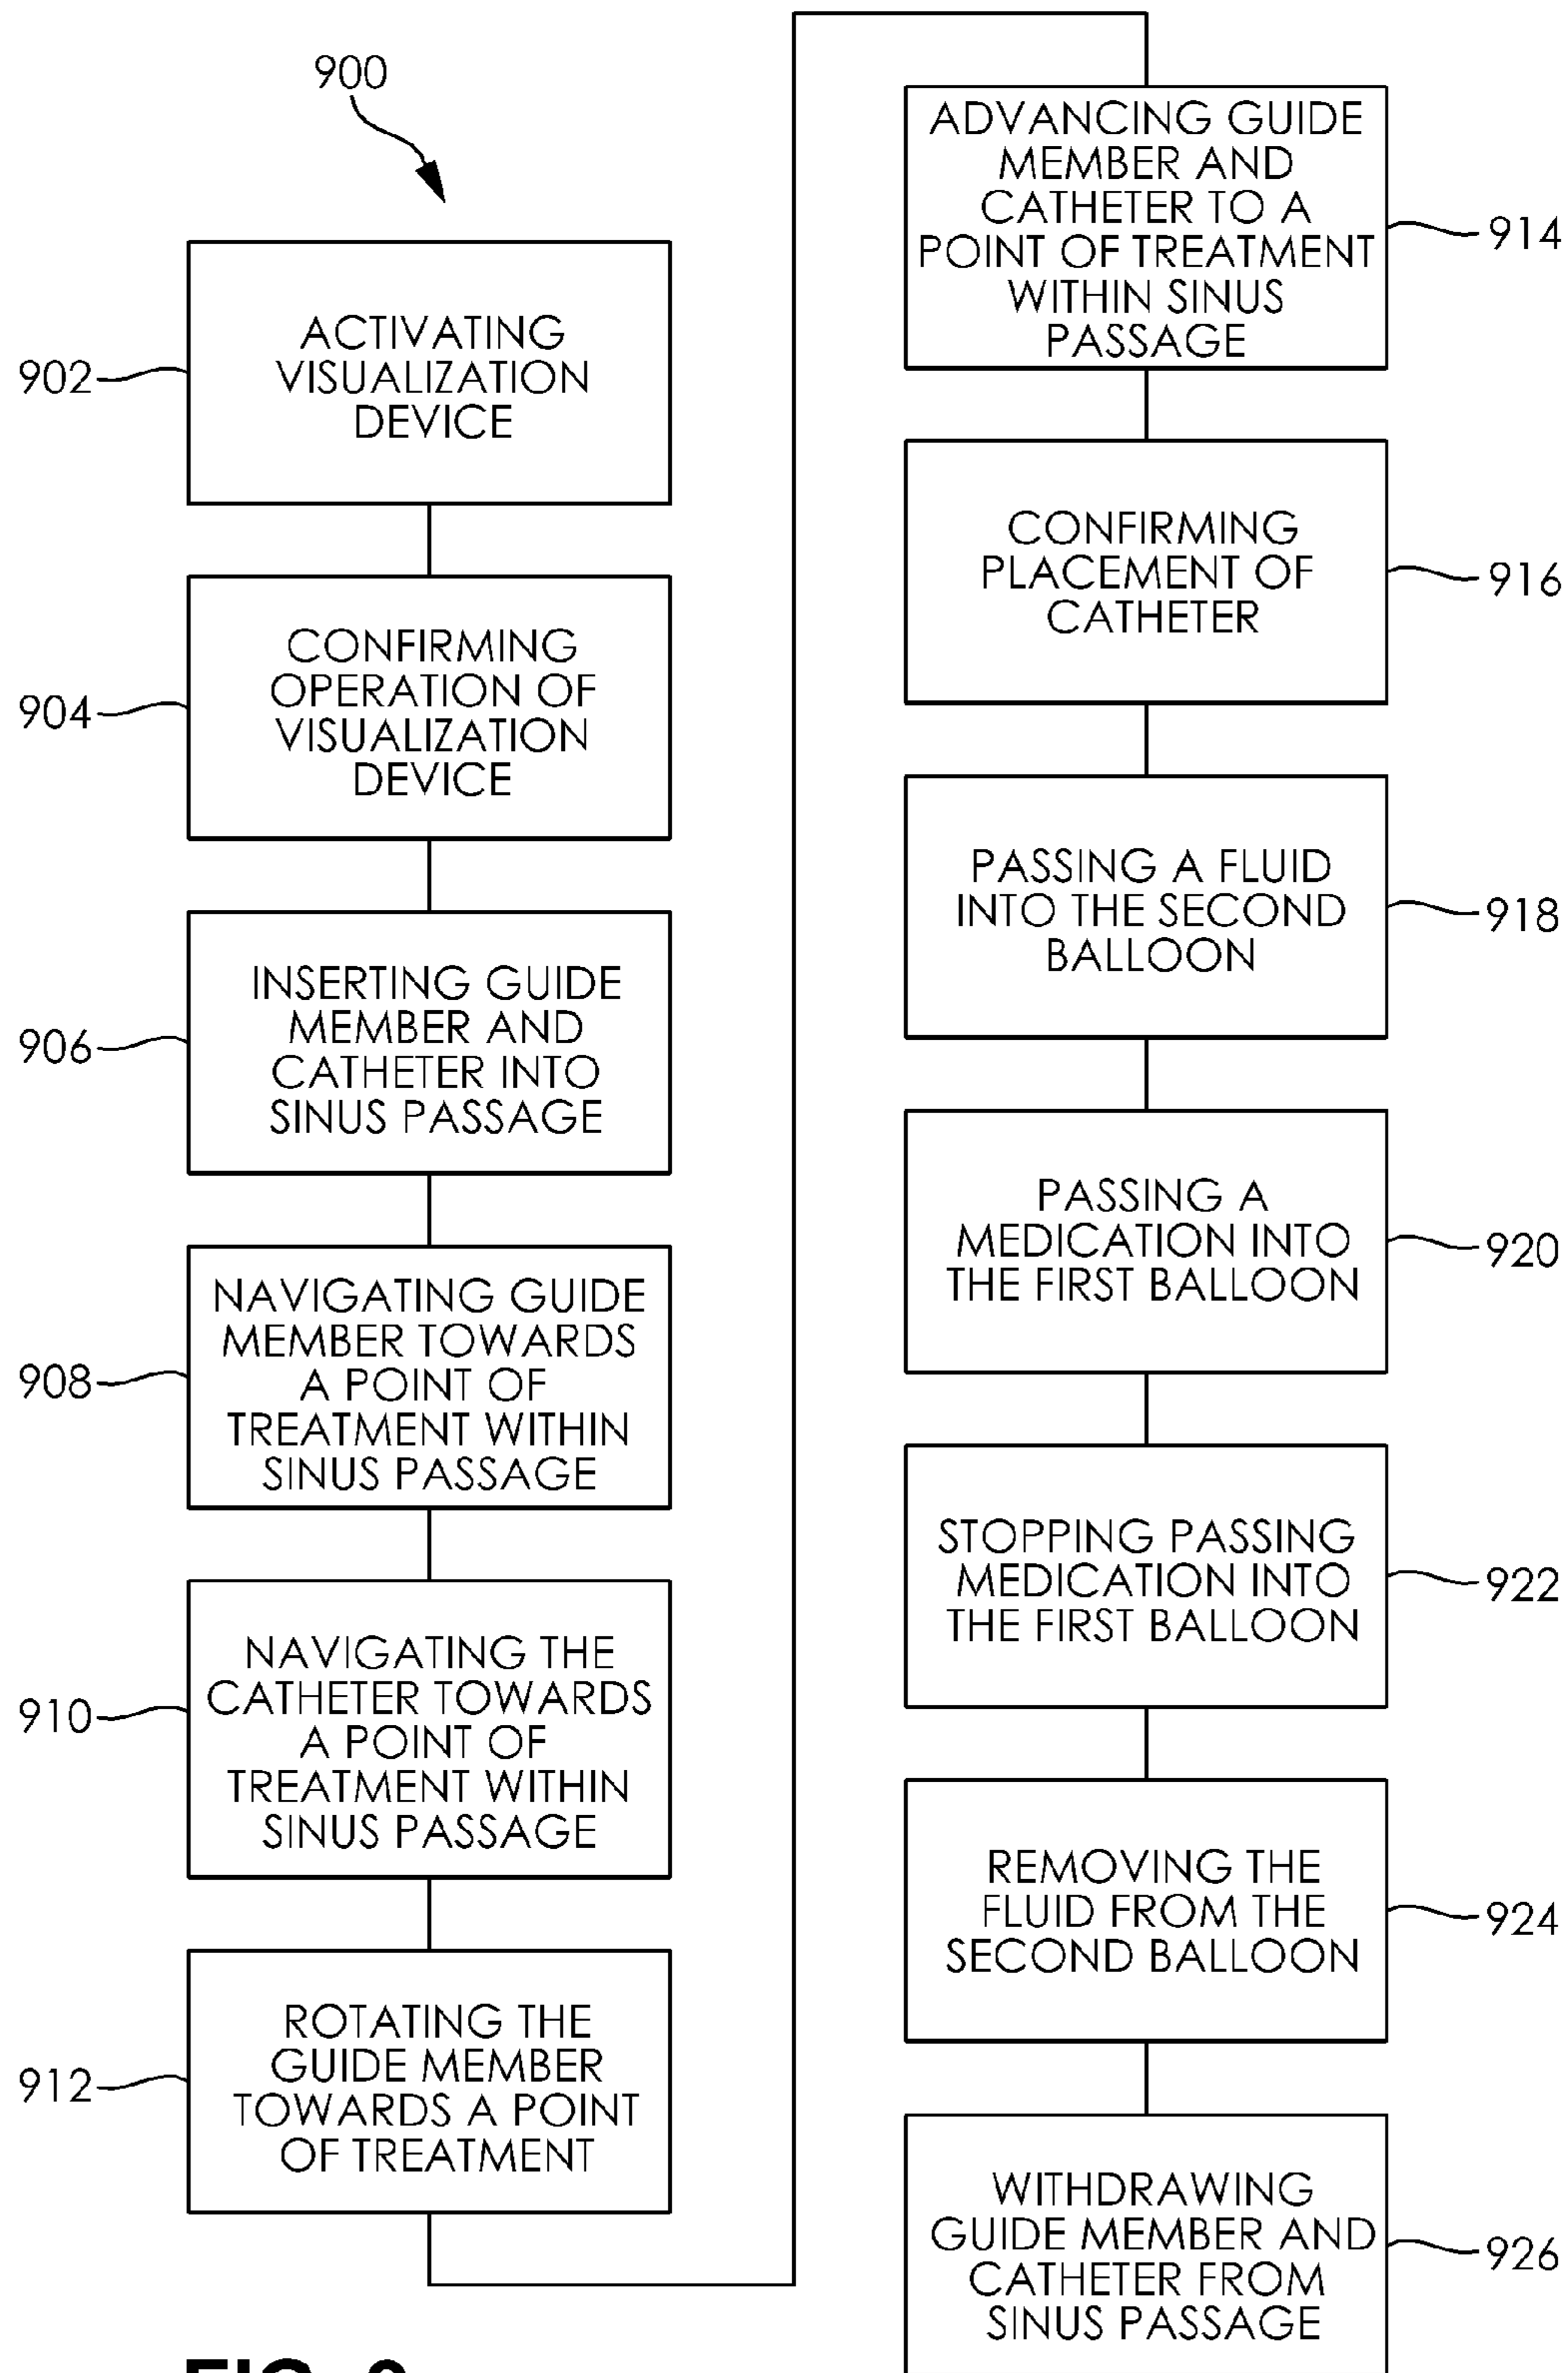 900
902
ACTIVATING
VISUALIZATION
DEVICE
904
CONFIRMING
OPERATION OF
VISUALIZATION
DEVICE
906
INSERTING GUIDE
MEMBER AND
CATHETER INTO
SINUS PASSAGE
908
NAVIGATING GUIDE
MEMBER TOWARDS
A POINT OF
TREATMENT WITHIN
SINUS PASSAGE
910
NAVIGATING THE
CATHETER TOWARDS
A POINT OF
TREATMENT WITHIN
SINUS PASSAGE
912
ROTATING THE
GUIDE MEMBER
TOWARDS A POINT
OF TREATMENT
ADVANCING GUIDE
MEMBER AND
CATHETER TO A
POINT OF TREATMENT
WITHIN SINUS
PASSAGE
914
CONFIRMING
PLACEMENT OF
CATHETER
916
PASSING A FLUID
INTO THE SECOND
BALLOON
918
PASSING A
MEDICATION INTO
THE FIRST BALLOON
920
STOPPING PASSING
MEDICATION INTO
THE FIRST BALLOON
922
REMOVING THE
FLUID FROM THE
SECOND BALLOON
924
WITHDRAWING
GUIDE MEMBER AND
CATHETER FROM
SINUS PASSAGE
926
FIG.